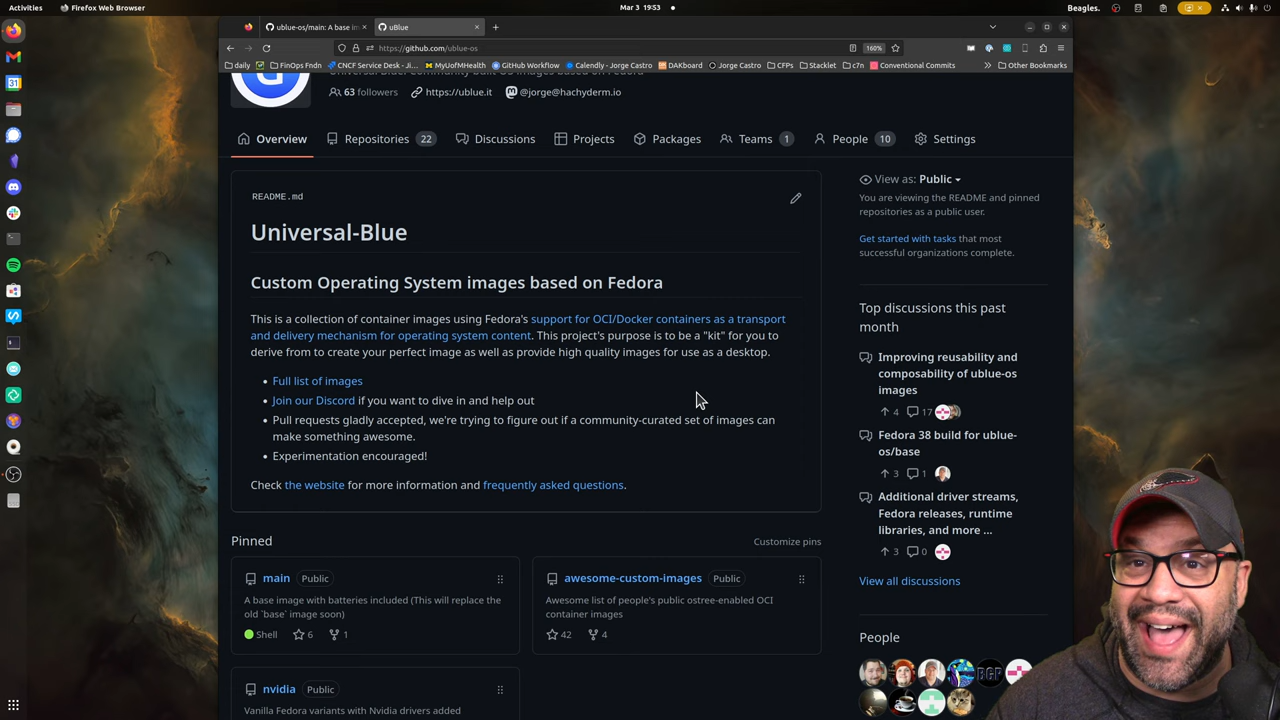 Activities
Firefox Web Browser
Mar 3 19:53
Beagles.
ublue-os/main: A base im
uBlue
https://github.com/ublue-os
160%
daily
FinOps Fndn
CNCF Service Desk - Ji...
MyUofMHealth
GitHub Workflow
Calendly - Jorge Castro
DAKboard
Jorge Castro
CFPs
Stacklet
c7n
Conventional Commits
Other Bookmarks
63 followers
https://ublue.it
@jorge@hachyderm.io
Overview
Repositories 22
Discussions
Projects
Packages
Teams 1
People 10
Settings
README.md
Universal-Blue
Custom Operating System images based on Fedora
This is a collection of container images using Fedora's support for OCI/Docker containers as a transport
and delivery mechanism for operating system content. This project's purpose is to be a "kit" for you to
derive from to create your perfect image as well as provide high quality images for use as a desktop.
Full list of images
Join our Discord if you want to dive in and help out
Pull requests gladly accepted, we're trying to figure out if a community-curated set of images can
make something awesome.
Experimentation encouraged!
Check the website for more information and frequently asked questions.
Pinned
Customize pins
main Public
A base image with batteries included (This will replace the
old `base` image soon)
Shell 6 1
awesome-custom-images Public
Awesome list of people's public ostree-enabled OCI
container images
42 4
nvidia Public
Vanilla Fedora variants with Nvidia drivers added
View as: Public
You are viewing the README and pinned
repositories as a public user.
Get started with tasks that most
successful organizations complete.
Top discussions this past
month
Improving reusability and
composability of ublue-os
images
4 17
Fedora 38 build for ublue-
os/base
3 1
Additional driver streams,
Fedora releases, runtime
libraries, and more ...
3 0
View all discussions
People
BGP